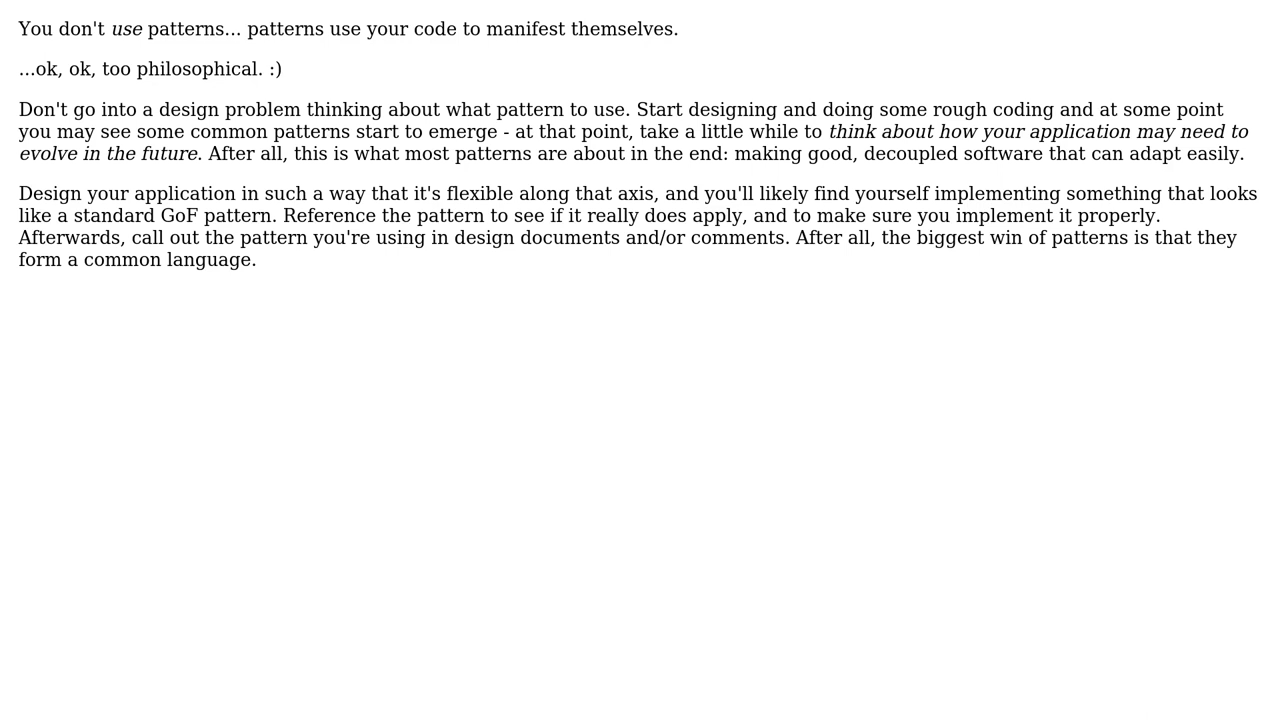 You don't use patterns... patterns use your code to manifest themselves.
...ok, ok, too philosophical. :)
Don't go into a design problem thinking about what pattern to use. Start designing and doing some rough coding and at some point
you may see some common patterns start to emerge - at that point, take a little while to think about how your application may need to
evolve in the future. After all, this is what most patterns are about in the end: making good, decoupled software that can adapt easily.
Design your application in such a way that it's flexible along that axis, and you'll likely find yourself implementing something that looks
like a standard GoF pattern. Reference the pattern to see if it really does apply, and to make sure you implement it properly.
Afterwards, call out the pattern you're using in design documents and/or comments. After all, the biggest win of patterns is that they
form a common language.